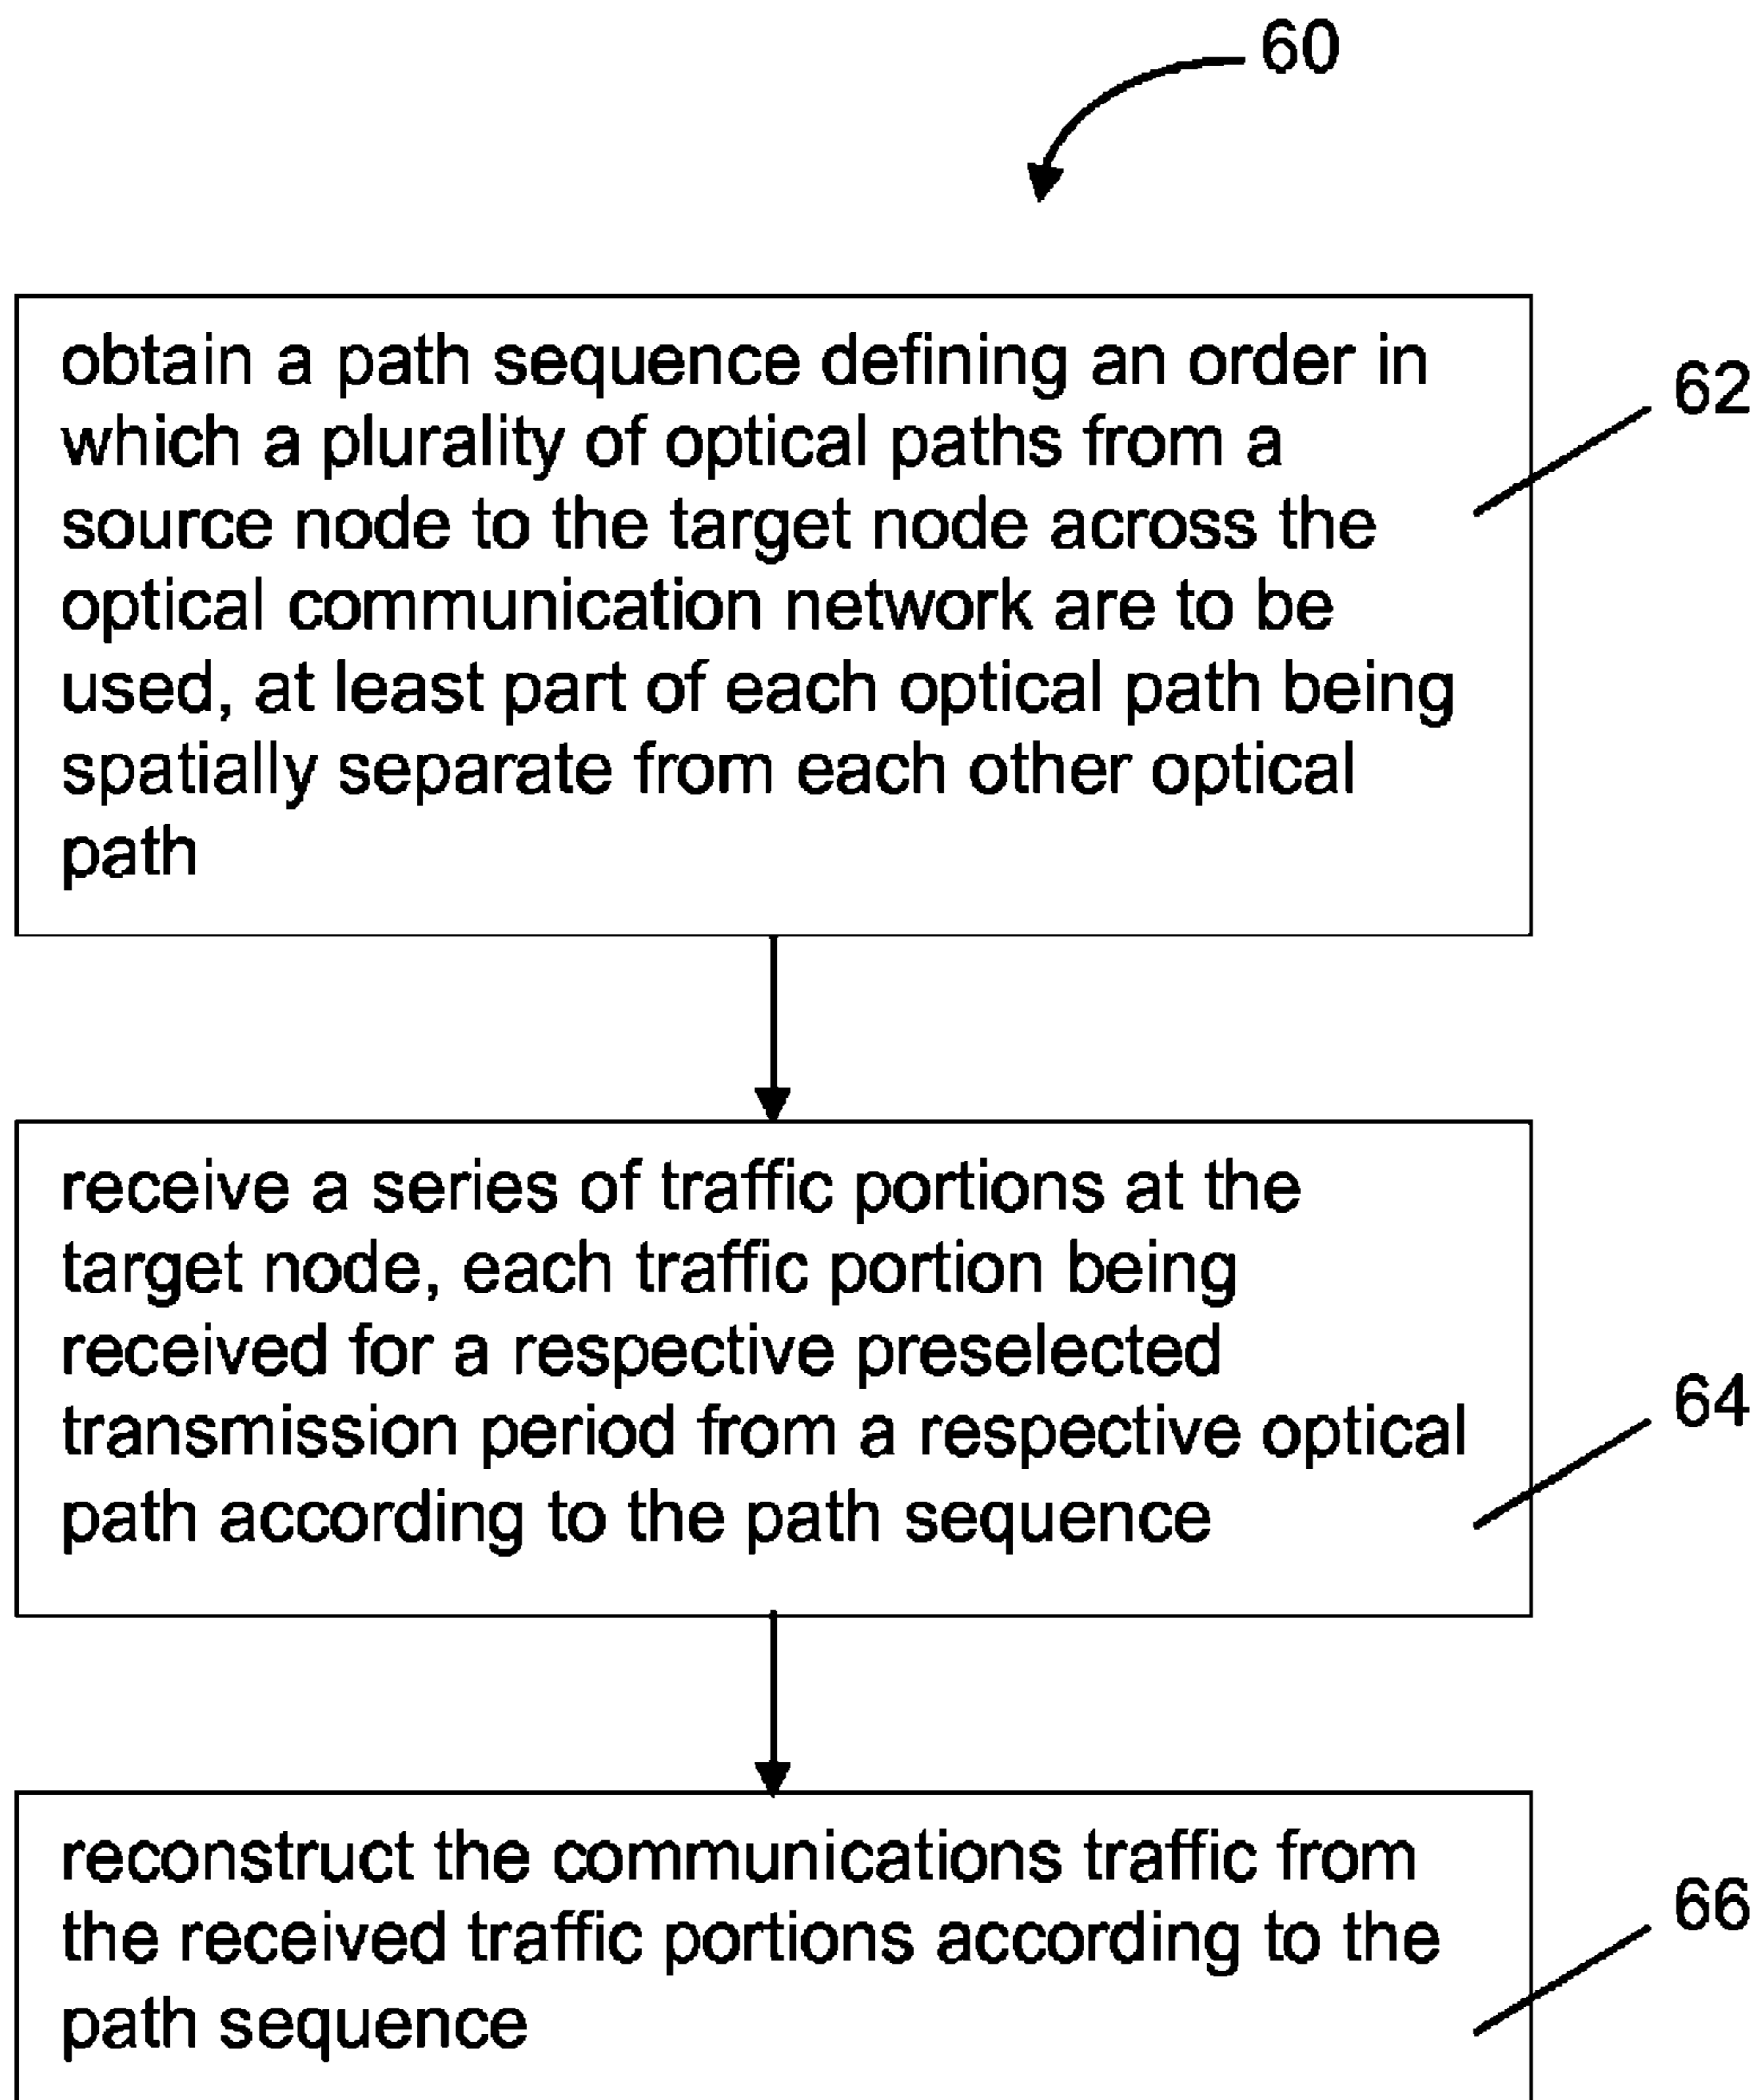 60
obtain a path sequence defining an order in
which a plurality of optical paths from a
source node to the target node across the
optical communication network are to be
used, at least part of each optical path being
spatially separate from each other optical
path
62
receive a series of traffic portions at the
target node, each traffic portion being
received for a respective preselected
transmission period from a respective optical
path according to the path sequence
64
reconstruct the communications traffic from
the received traffic portions according to the
path sequence
66